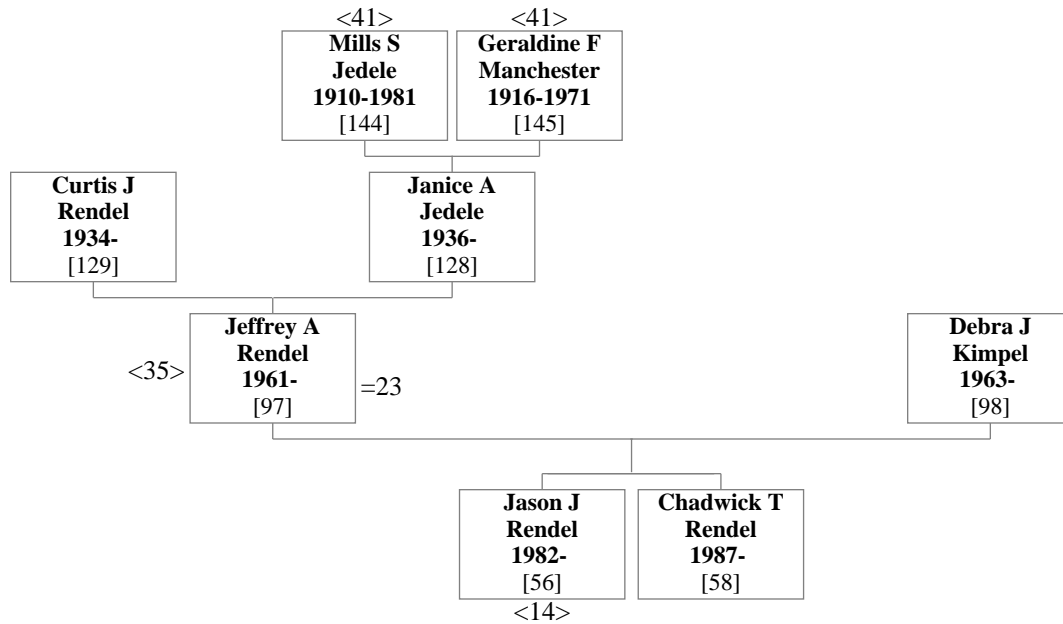 <41>
Mills S
Jedele
1910-1981
[144]
<41>
Geraldine F
Manchester
1916-1971
[145]
Curtis J
Rendel
1934-
[129]
Janice A
Jedele
1936-
[128]
<35>
Jeffrey A
Rendel
1961-
[97]
=23
Debra J
Kimpel
1963-
[98]
Jason J
Rendel
1982-
[56]
<14>
Chadwick T
Rendel
1987-
[58]